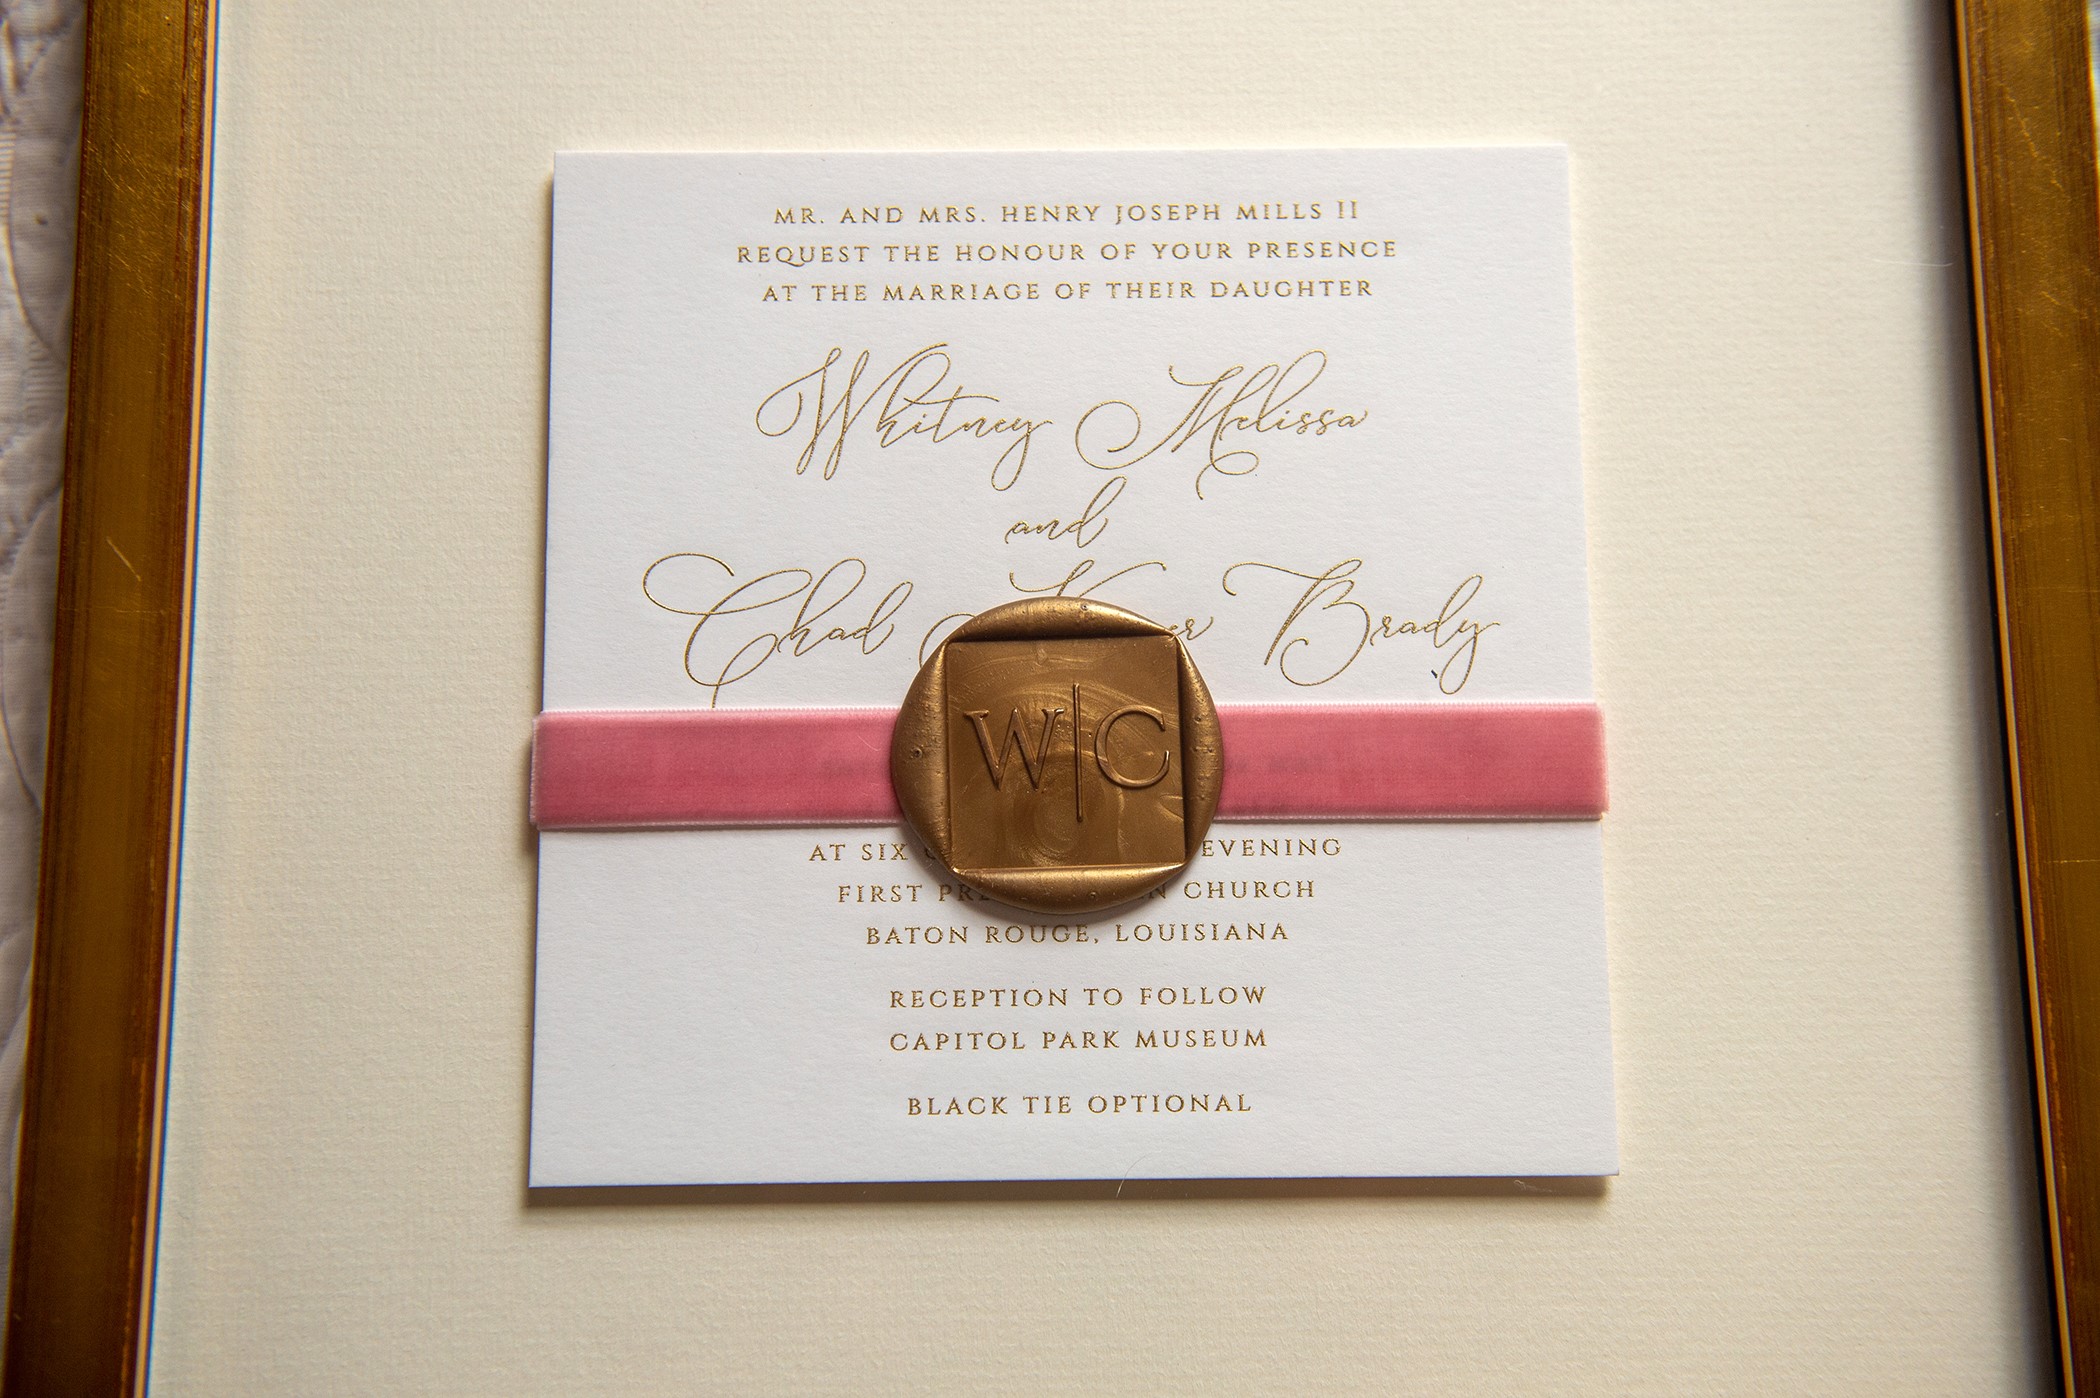 MR. AND MRS. HENRY JOSEPH MILLS II
REQUEST THE HONOUR OF YOUR PRESENCE
AT THE MARRIAGE OF THEIR DAUGHTER
Whitney Melissa
and
Chad Brady
W|C
AT SIX EVENING
FIRST CHURCH
BATON ROUGE, LOUISIANA
RECEPTION TO FOLLOW
CAPITOL PARK MUSEUM
BLACK TIE OPTIONAL